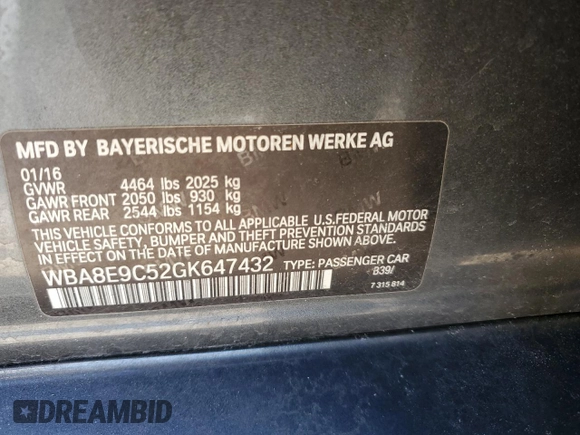 MFD BY BAYERISCHE MOTOREN WERKE AG
01/16
GVWR 4464 lbs 2025 kg
GAWR FRONT 2050 lbs 930 kg
GAWR REAR 2544 lbs 1154 kg
THIS VEHICLE CONFORMS TO ALL APPLICABLE U.S.FEDERAL MOTOR
VEHICLE SAFETY, BUMPER AND THEFT PREVENTION STANDARDS
IN EFFECT ON THE DATE OF MANUFACTURE SHOWN ABOVE.
WBA8E9C52GK647432 TYPE: PASSENGER CAR
B39/
7 315 814
DREAMBID